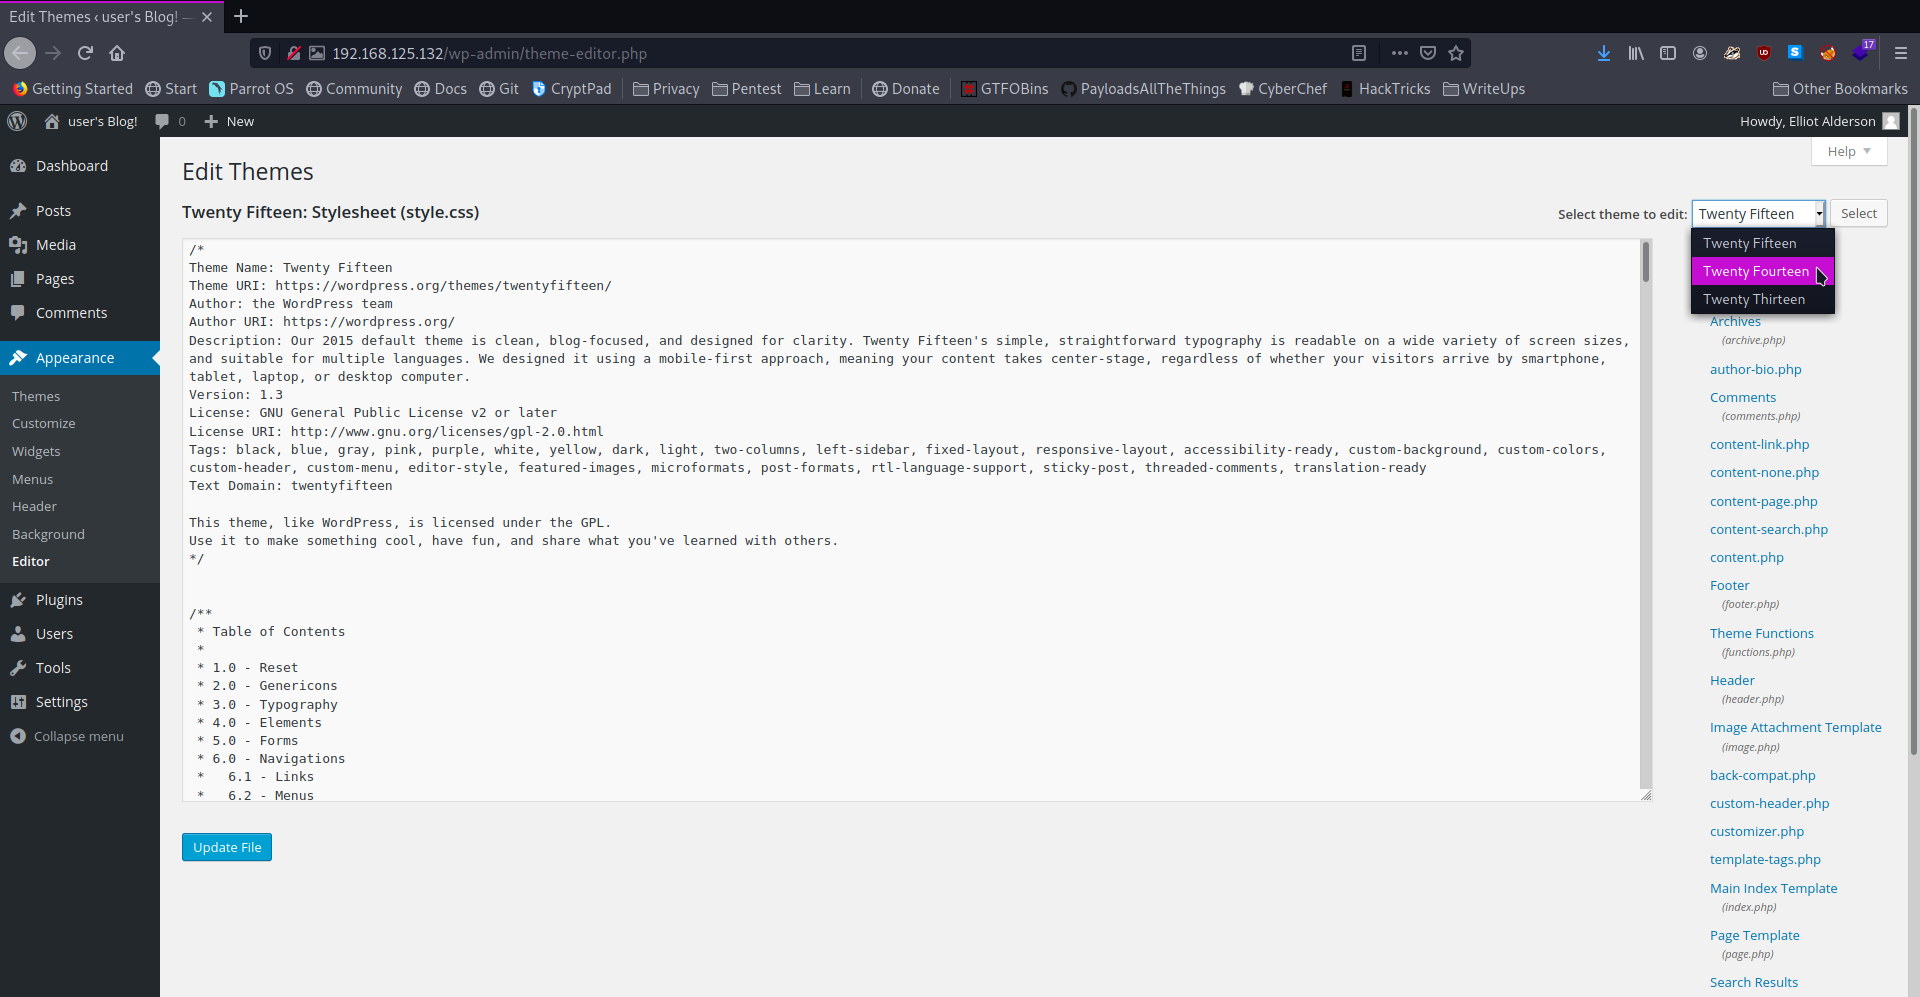 Edit Themes ‹ user's Blog! —
192.168.125.132/wp-admin/theme-editor.php
17
Getting Started Start Parrot OS Community Docs Git CryptPad Privacy Pentest Learn Donate GTFOBins PayloadsAllTheThings CyberChef HackTricks WriteUps Other Bookmarks
user's Blog! 0 New Howdy, Elliot Alderson
Help
Dashboard
Posts
Media
Pages
Comments
Appearance
Themes
Customize
Widgets
Menus
Header
Background
Editor
Plugins
Users
Tools
Settings
Collapse menu
Edit Themes
Twenty Fifteen: Stylesheet (style.css)
Select theme to edit: Twenty Fifteen Select
Twenty Fifteen
Twenty Fourteen
Twenty Thirteen
/*
Theme Name: Twenty Fifteen
Theme URI: https://wordpress.org/themes/twentyfifteen/
Author: the WordPress team
Author URI: https://wordpress.org/
Description: Our 2015 default theme is clean, blog-focused, and designed for clarity. Twenty Fifteen's simple, straightforward typography is readable on a wide variety of screen sizes,
and suitable for multiple languages. We designed it using a mobile-first approach, meaning your content takes center-stage, regardless of whether your visitors arrive by smartphone,
tablet, laptop, or desktop computer.
Version: 1.3
License: GNU General Public License v2 or later
License URI: http://www.gnu.org/licenses/gpl-2.0.html
Tags: black, blue, gray, pink, purple, white, yellow, dark, light, two-columns, left-sidebar, fixed-layout, responsive-layout, accessibility-ready, custom-background, custom-colors,
custom-header, custom-menu, editor-style, featured-images, microformats, post-formats, rtl-language-support, sticky-post, threaded-comments, translation-ready
Text Domain: twentyfifteen
This theme, like WordPress, is licensed under the GPL.
Use it to make something cool, have fun, and share what you've learned with others.
*/
/**
* Table of Contents
*
* 1.0 - Reset
* 2.0 - Genericons
* 3.0 - Typography
* 4.0 - Elements
* 5.0 - Forms
* 6.0 - Navigations
* 6.1 - Links
* 6.2 - Menus
Update File
Archives
(archive.php)
author-bio.php
Comments
(comments.php)
content-link.php
content-none.php
content-page.php
content-search.php
content.php
Footer
(footer.php)
Theme Functions
(functions.php)
Header
(header.php)
Image Attachment Template
(image.php)
back-compat.php
custom-header.php
customizer.php
template-tags.php
Main Index Template
(index.php)
Page Template
(page.php)
Search Results